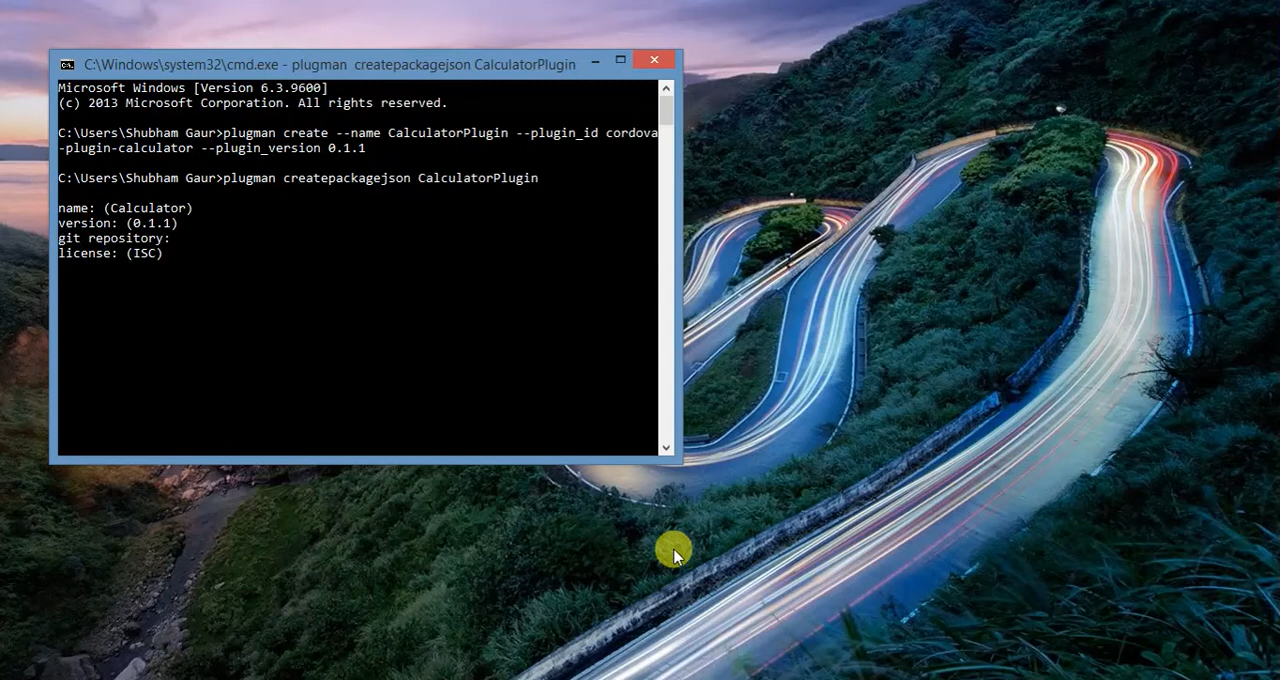 C:\Windows\system32\cmd.exe - plugman  createpackagejson CalculatorPlugin
Microsoft Windows [Version 6.3.9600]
(c) 2013 Microsoft Corporation. All rights reserved.
C:\Users\Shubham Gaur>plugman create --name CalculatorPlugin --plugin_id cordova
-plugin-calculator --plugin_version 0.1.1
C:\Users\Shubham Gaur>plugman createpackagejson CalculatorPlugin
name: (Calculator)
version: (0.1.1)
git repository:
license: (ISC)